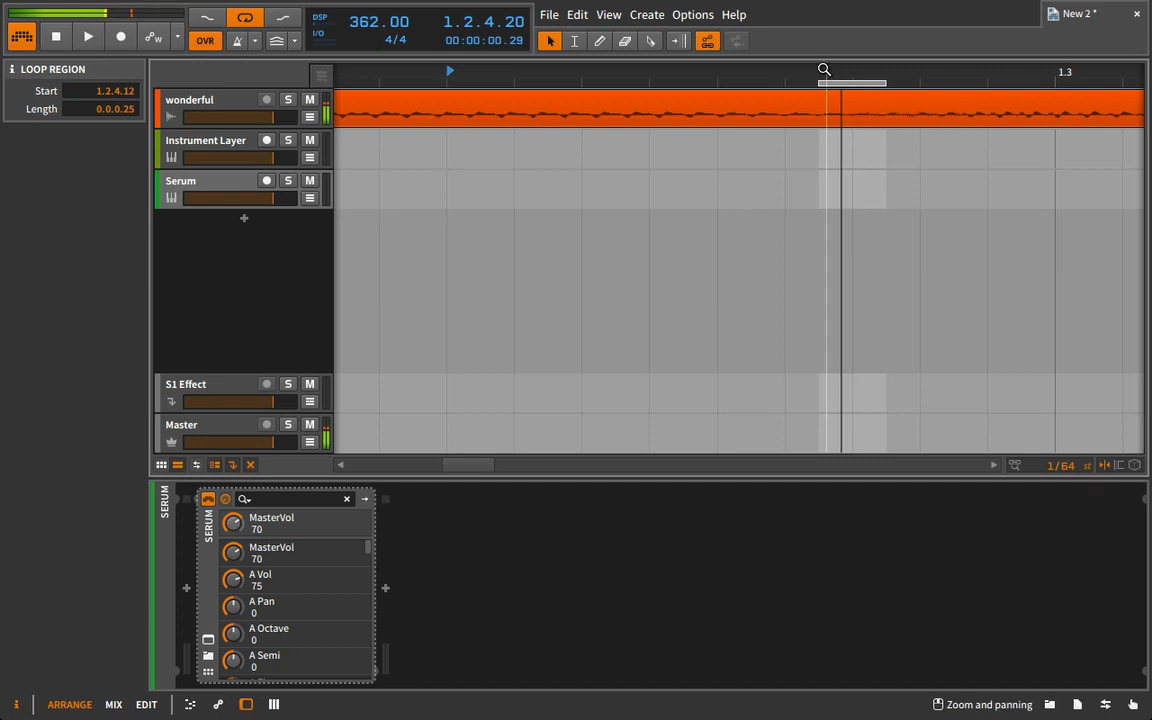 DSP
I/O
362.00
4/4
1.2.4.20
00:00:00.29
File Edit View Create Options Help
New 2 *
OVR
LOOP REGION
Start 1.2.4.12
Length 0.0.0.25
1.3
wonderful S M
Instrument Layer S M
Serum S M
S1 Effect S M
Master S M
1/64 st
SERUM
SERUM
MasterVol
70
MasterVol
70
A Vol
75
A Pan
0
A Octave
0
A Semi
0
ARRANGE MIX EDIT
Zoom and panning